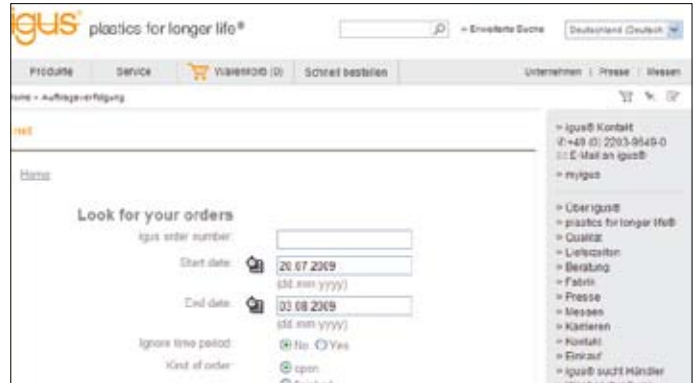 igus® plastics for longer life®
» Erweiterte Suche
Deutschland (Deutsch
Produkte Service Warenkorb (0) Schnell bestellen
Unternehmen | Presse | Messen
Home » Auftragsverfolgung
net
Home
Look for your orders
igus order number:
Start date: 20.07.2009
(dd.mm.yyyy)
End date: 03.08.2009
(dd.mm.yyyy)
Ignore time period: No Yes
Kind of order: open
finished
» igus® Kontakt
+49 (0) 2203-9649-0
E-Mail an igus®
» myigus
» Über igus®
» plastics for longer life®
» Qualität
» Lieferzeiten
» Beratung
» Fabrik
» Presse
» Messen
» Karrieren
» Kontakt
» Einkauf
» igus® sucht Händler